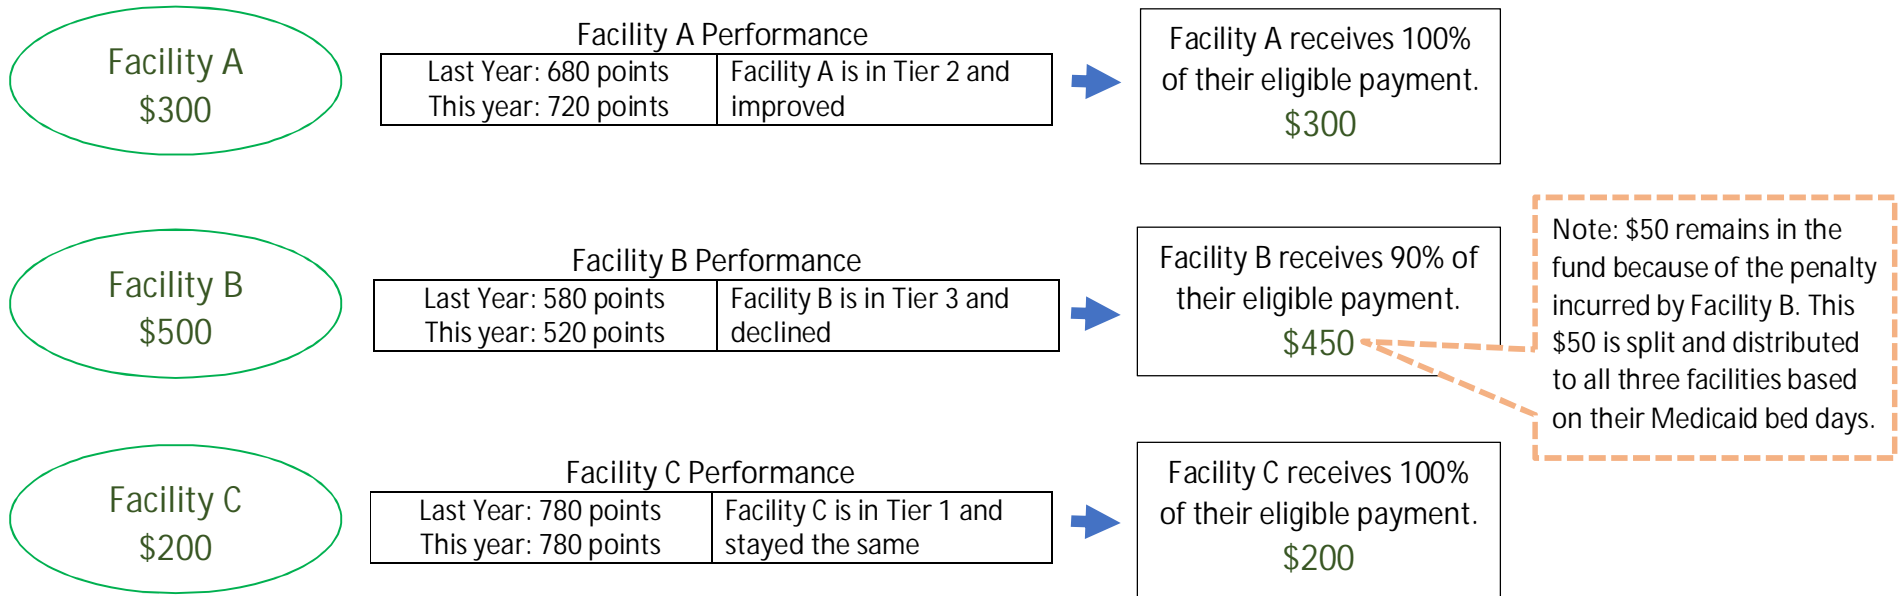 Facility A
$300
Facility A Performance
Last Year: 680 points
This year: 720 points
Facility A is in Tier 2 and
improved
Facility A receives 100%
of their eligible payment.
$300
Facility B
$500
Facility B Performance
Last Year: 580 points
This year: 520 points
Facility B is in Tier 3 and
declined
Facility B receives 90% of
their eligible payment.
$450
Note: $50 remains in the
fund because of the penalty
incurred by Facility B. This
$50 is split and distributed
to all three facilities based
on their Medicaid bed days.
Facility C
$200
Facility C Performance
Last Year: 780 points
This year: 780 points
Facility C is in Tier 1 and
stayed the same
Facility C receives 100%
of their eligible payment.
$200